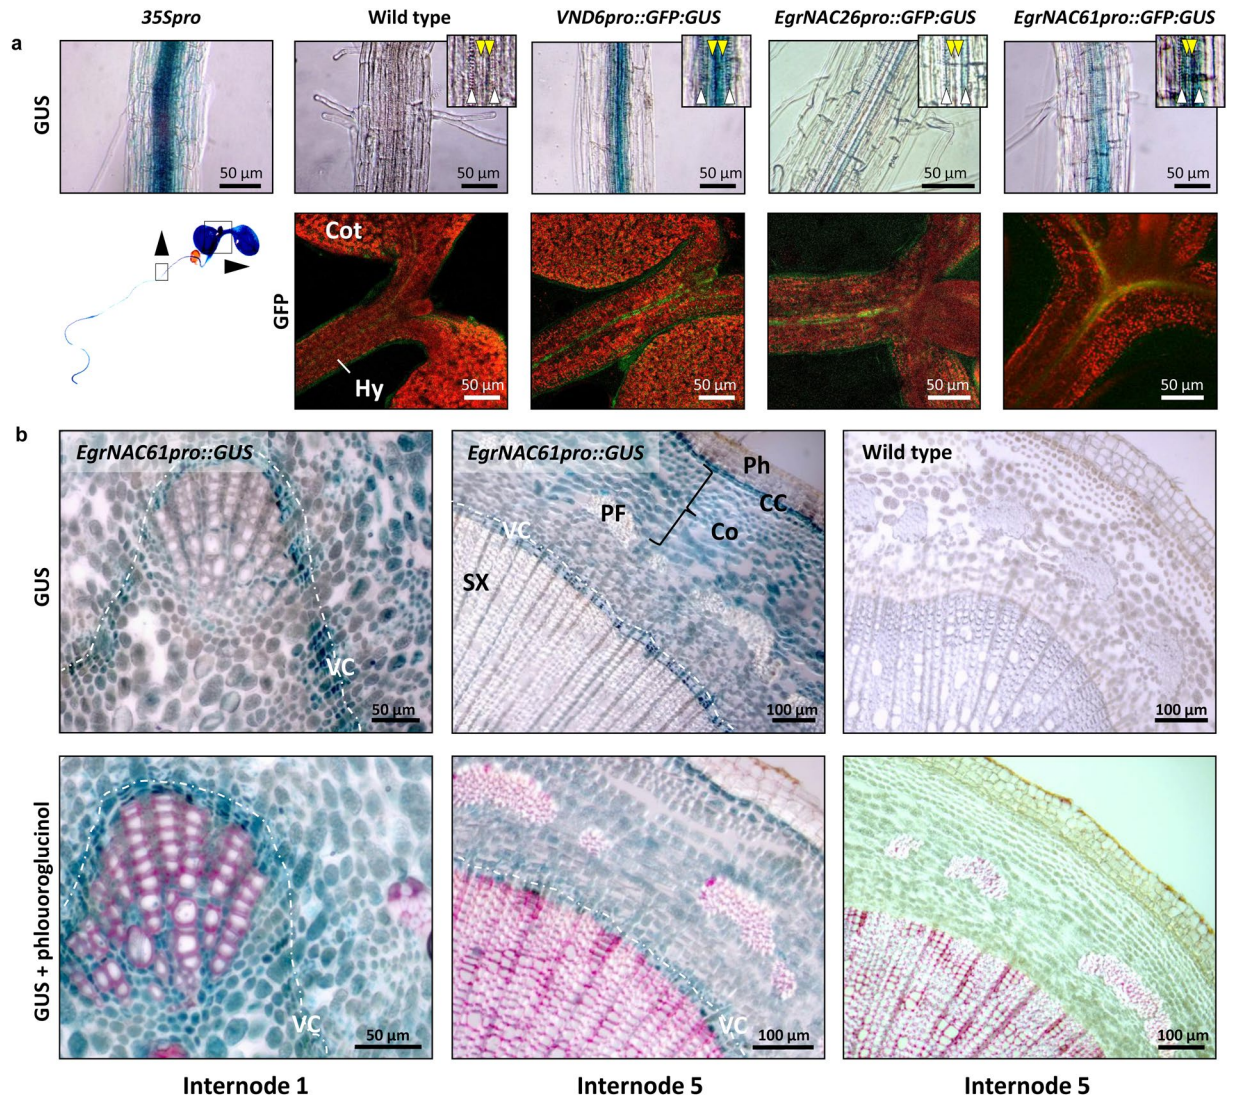 35Spro
Wild type
VND6pro::GFP:GUS
EgrNAC26pro::GFP:GUS
EgrNAC61pro::GFP:GUS
a
GUS
50 µm
50 µm
50 µm
50 µm
50 µm
GFP
Cot
Hy
50 µm
50 µm
50 µm
50 µm
b
GUS
EgrNAC61pro::GUS
VC
50 µm
EgrNAC61pro::GUS
Ph
CC
PF
Co
VC
SX
100 µm
Wild type
100 µm
GUS + phlouoroglucinol
VC
50 µm
VC
100 µm
100 µm
Internode 1
Internode 5
Internode 5